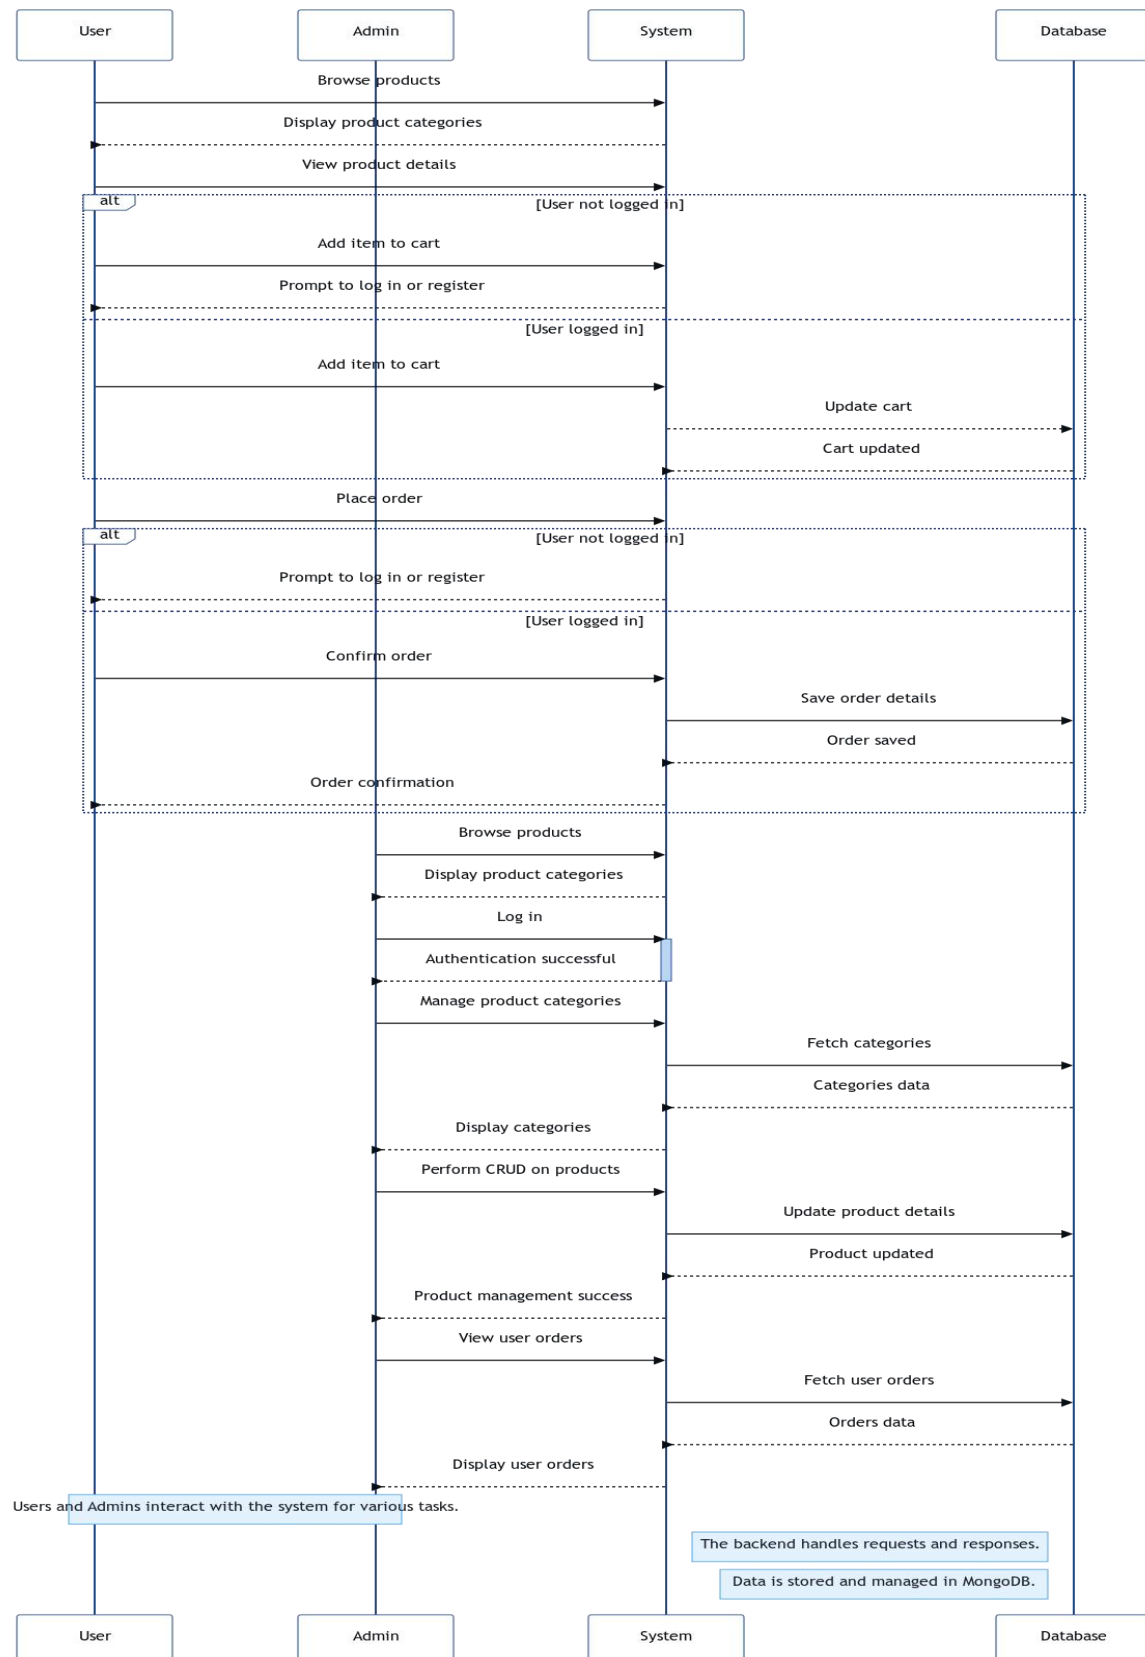 User
Admin
System
Database
Browse products
Display product categories
View product details
alt
[User not logged in]
Add item to cart
Prompt to log in or register
[User logged in]
Add item to cart
Update cart
Cart updated
Place order
alt
[User not logged in]
Prompt to log in or register
[User logged in]
Confirm order
Save order details
Order saved
Order confirmation
Browse products
Display product categories
Log in
Authentication successful
Manage product categories
Fetch categories
Categories data
Display categories
Perform CRUD on products
Update product details
Product updated
Product management success
View user orders
Fetch user orders
Orders data
Display user orders
Users and Admins interact with the system for various tasks.
The backend handles requests and responses.
Data is stored and managed in MongoDB.
User
Admin
System
Database